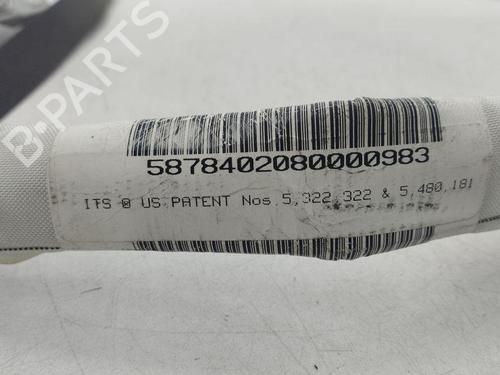 B-PARTS
5878402080000983
ITS @ US PATENT Nos. 5,322,322 & 5,480,181